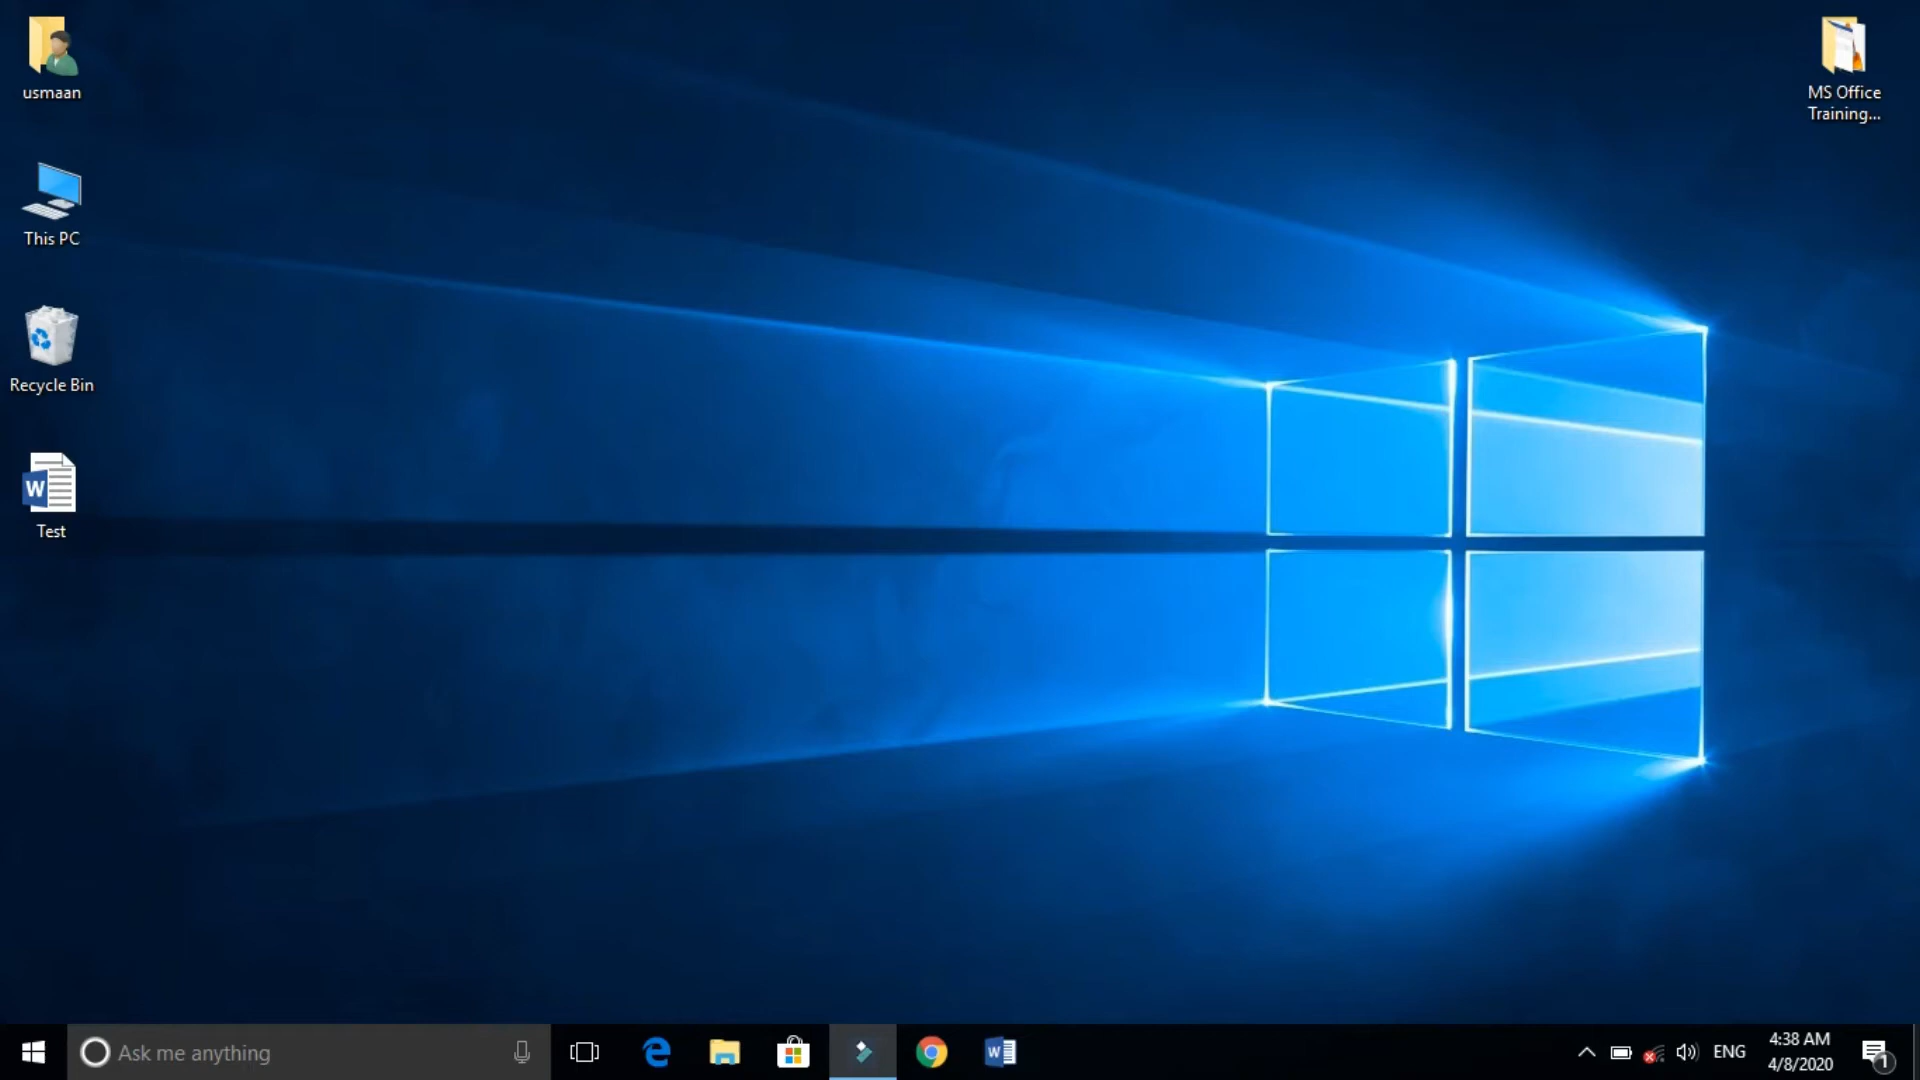 usmaan
This PC
Recycle Bin
W
Test
MS Office
Training...
Ask me anything
W
ENG
4:38 AM
4/8/2020
1